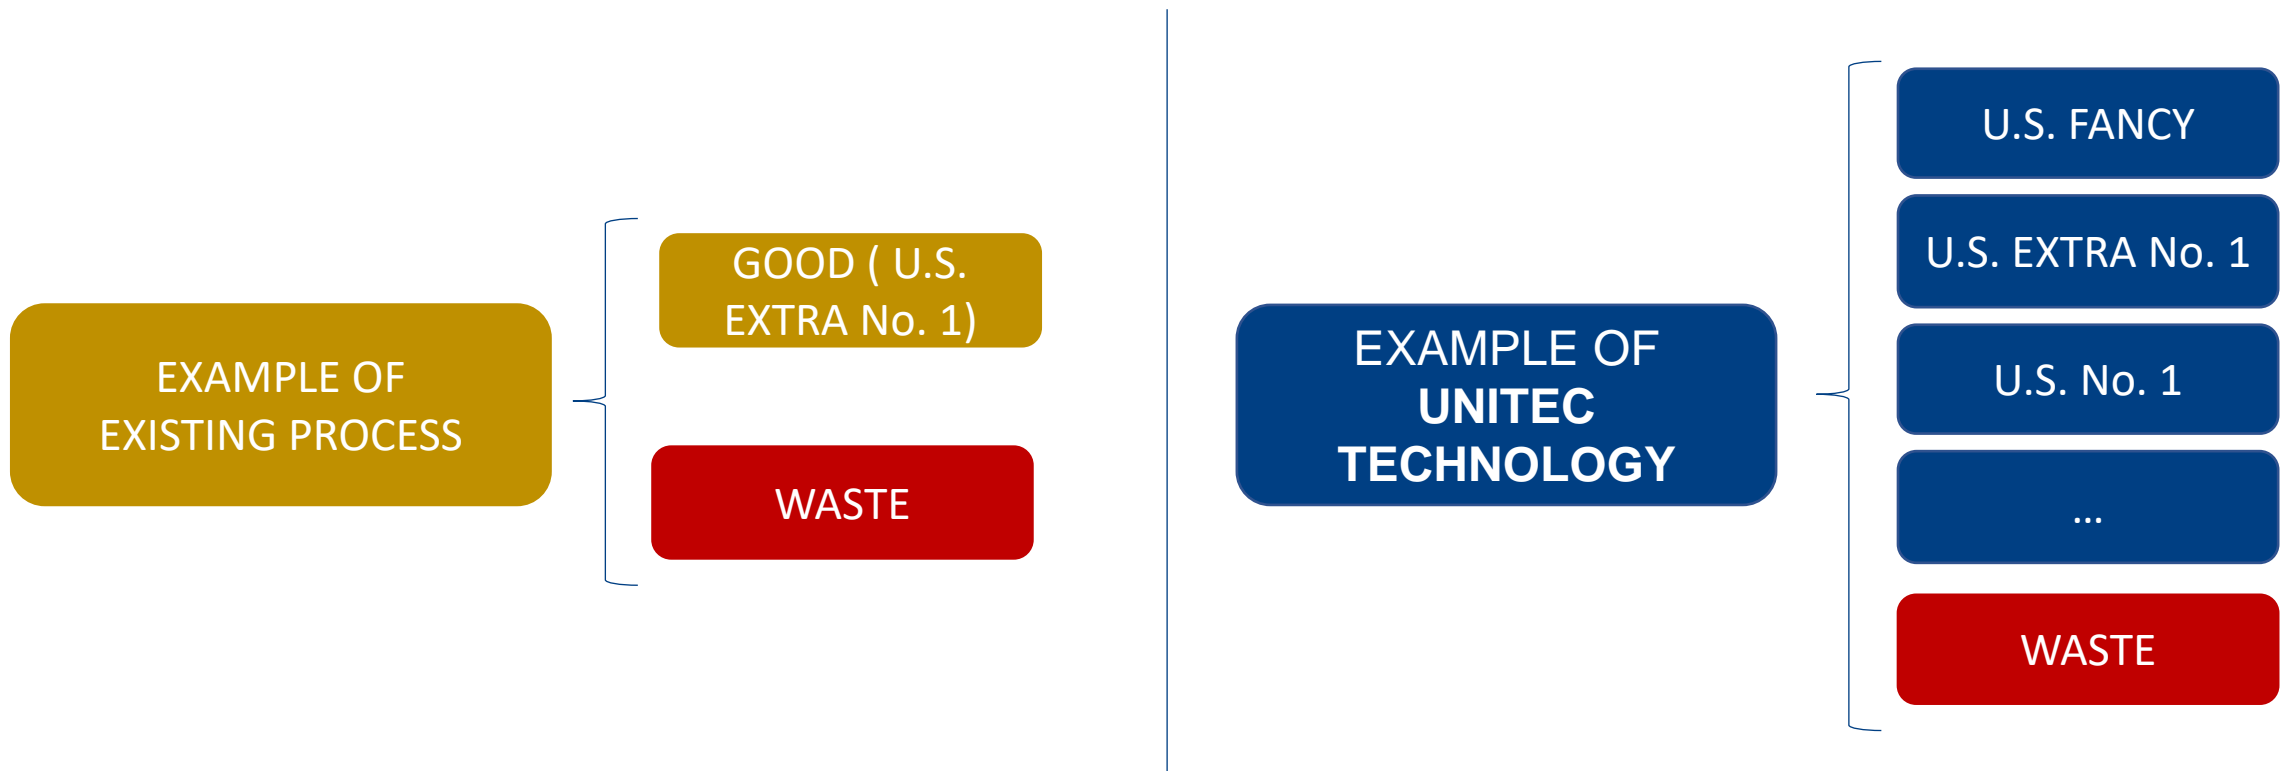 EXAMPLE OF
EXISTING PROCESS
GOOD ( U.S.
EXTRA No. 1)
WASTE
EXAMPLE OF
UNITEC
TECHNOLOGY
U.S. FANCY
U.S. EXTRA No. 1
U.S. No. 1
...
WASTE